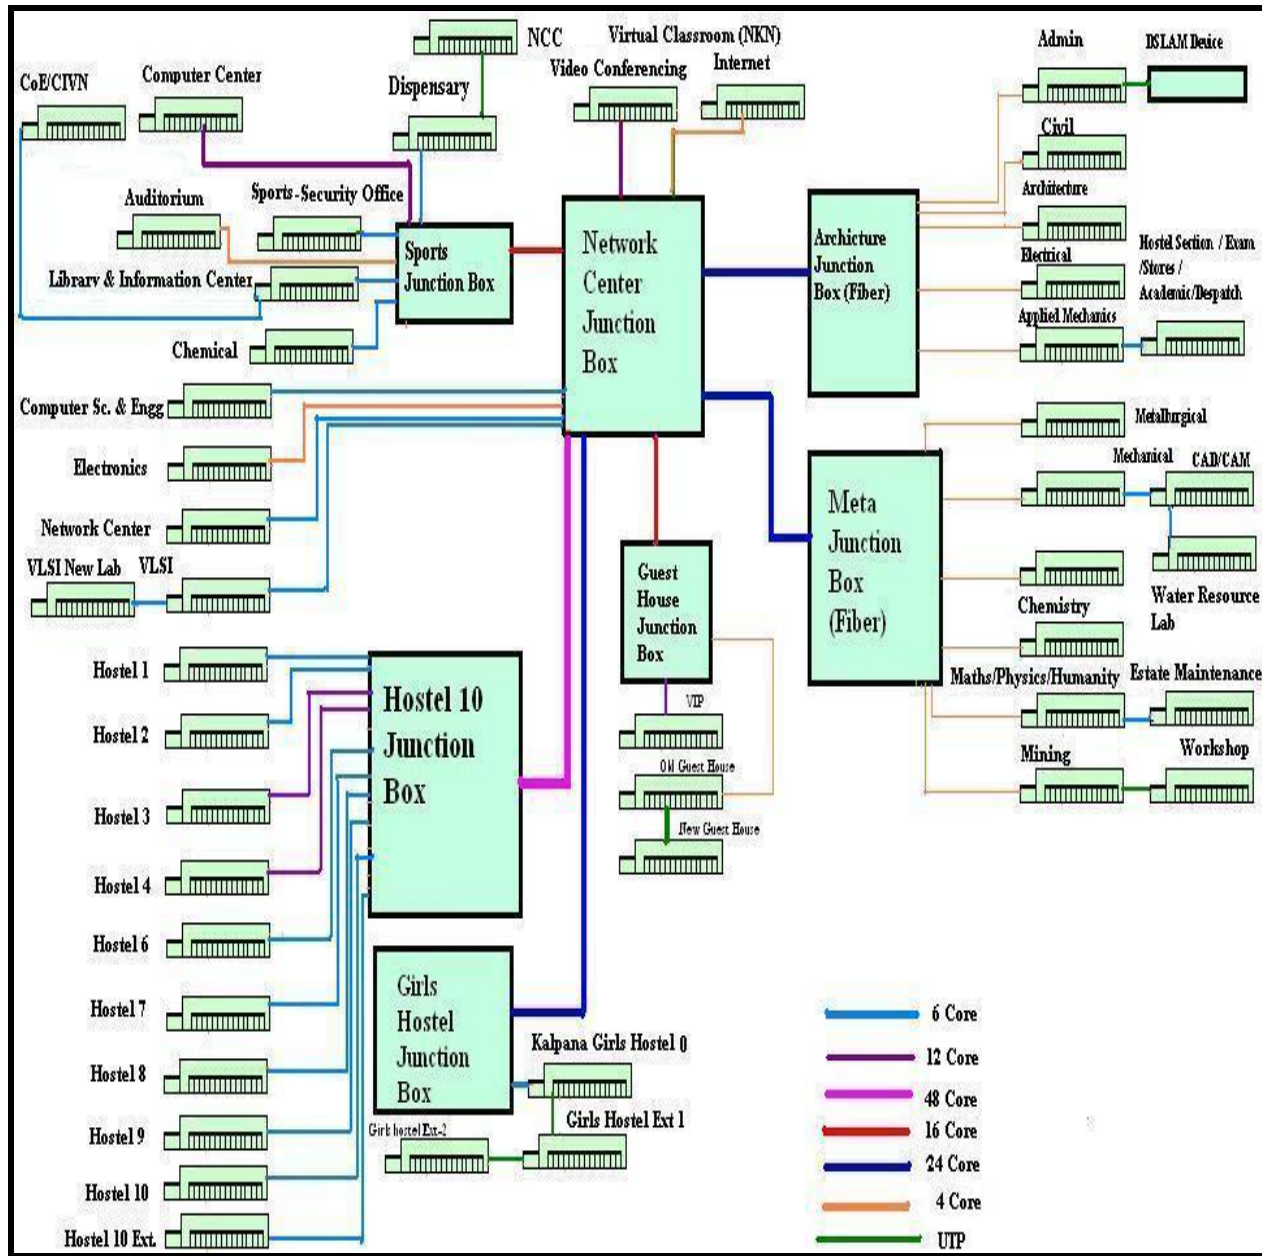 NCC
Virtual Classroom (NKN)
Internet
Video Conferencing
Admin
DSLAM Device
CoE/CIVN
Computer Center
Dispensary
Civil
Auditorium
Sports-Security Office
Architecture
Library & Information Center
Sports
Junction Box
Network
Center
Junction
Box
Archicture
Junction
Box (Fiber)
Electrical
Hostel Section / Exam
/Stores /
Academic/Despatch
Applied Mechanics
Chemical
Computer Sc. & Engg
Electronics
Network Center
VLSI New Lab
VLSI
Metallurgical
Mechanical
CAD/CAM
Meta
Junction
Box
(Fiber)
Chemistry
Water Resource
Lab
Maths/Physics/Humanity
Estate Maintenance
Mining
Workshop
Guest
House
Junction
Box
VIP
Old Guest House
New Guest House
Hostel 1
Hostel 2
Hostel 3
Hostel 4
Hostel 6
Hostel 7
Hostel 8
Hostel 9
Hostel 10
Hostel 10 Ext.
Hostel 10
Junction
Box
Girls
Hostel
Junction
Box
Kalpana Girls Hostel 0
Girls Hostel Ext 1
Girls hostel Ext-2
6 Core
12 Core
48 Core
16 Core
24 Core
4 Core
UTP